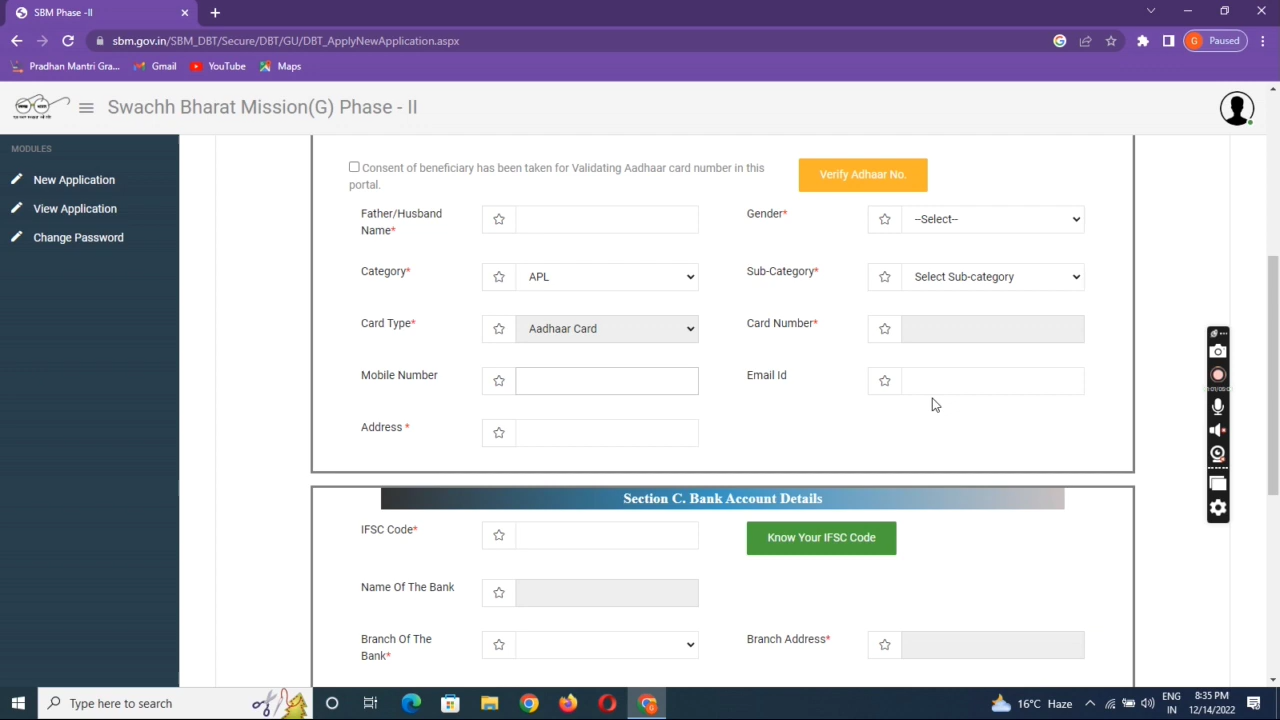 SBM Phase -II
sbm.gov.in/SBM_DBT/Secure/DBT/GU/DBT_ApplyNewApplication.aspx
G Paused
Pradhan Mantri Gra...
Gmail
YouTube
Maps
Swachh Bharat Mission(G) Phase - II
MODULES
New Application
View Application
Change Password
Consent of beneficiary has been taken for Validating Aadhaar card number in this
portal.
Verify Adhaar No.
Father/Husband
Name*
Gender*
--Select--
Category*
APL
Sub-Category*
Select Sub-category
Card Type*
Aadhaar Card
Card Number*
Mobile Number
Email Id
Address *
Section C. Bank Account Details
IFSC Code*
Know Your IFSC Code
Name Of The Bank
Branch Of The
Bank*
Branch Address*
Type here to search
16°C Haze
ENG
IN
8:35 PM
12/14/2022